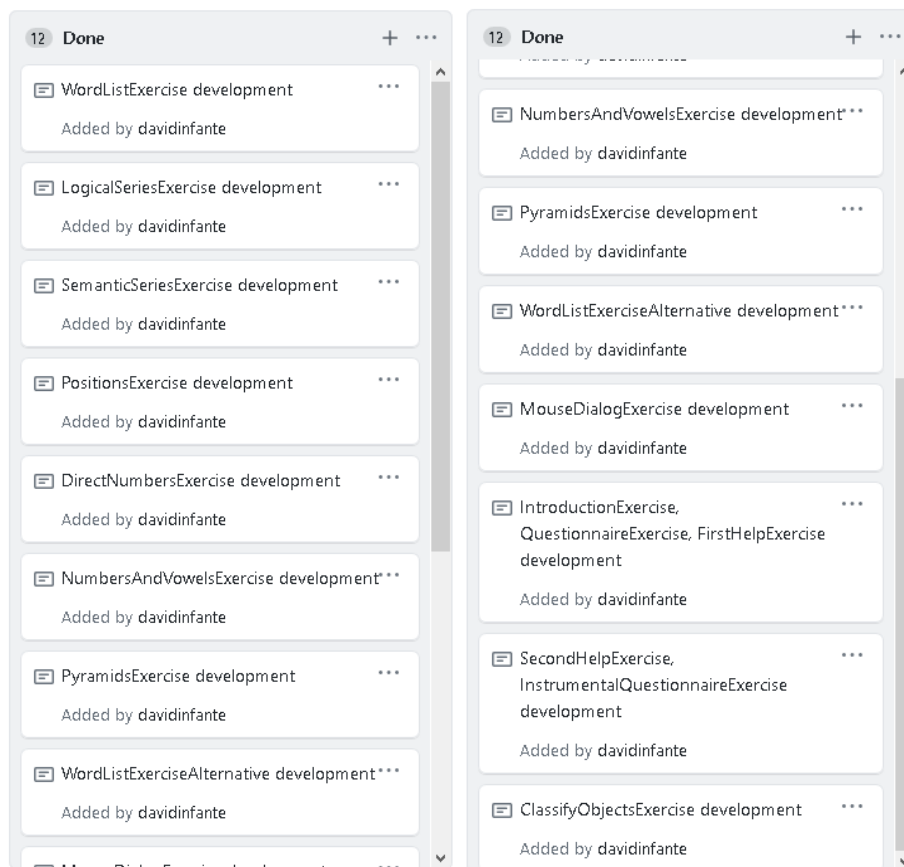 12 Done
WordListExercise development
Added by davidinfante
LogicalSeriesExercise development
Added by davidinfante
SemanticSeriesExercise development
Added by davidinfante
PositionsExercise development
Added by davidinfante
DirectNumbersExercise development
Added by davidinfante
NumbersAndVowelsExercise development
Added by davidinfante
PyramidsExercise development
Added by davidinfante
WordListExerciseAlternative development
Added by davidinfante
12 Done
NumbersAndVowelsExercise development
Added by davidinfante
PyramidsExercise development
Added by davidinfante
WordListExerciseAlternative development
Added by davidinfante
MouseDialogExercise development
Added by davidinfante
IntroductionExercise,
QuestionnaireExercise, FirstHelpExercise
development
Added by davidinfante
SecondHelpExercise,
InstrumentalQuestionnaireExercise
development
Added by davidinfante
ClassifyObjectsExercise development
Added by davidinfante